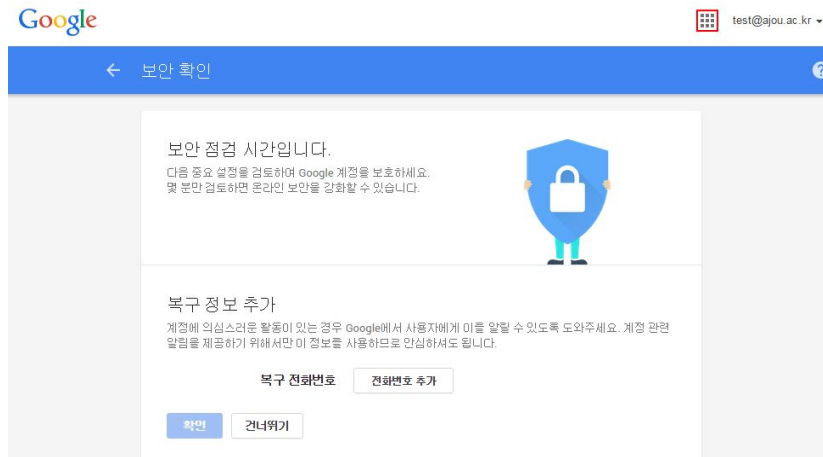 Google
test@ajou.ac.kr
보안 확인
보안 점검 시간입니다.
다음 중요 설정을 검토하여 Google 계정을 보호하세요.
몇 분만 검토하면 온라인 보안을 강화할 수 있습니다.
복구 정보 추가
계정에 의심스러운 활동이 있는 경우 Google에서 사용자에게 이를 알릴 수 있도록 도와주세요. 계정 관련
알림을 제공하기 위해서만 이 정보를 사용하므로 안심하셔도 됩니다.
복구 전화번호 전화번호 추가
확인 건너뛰기